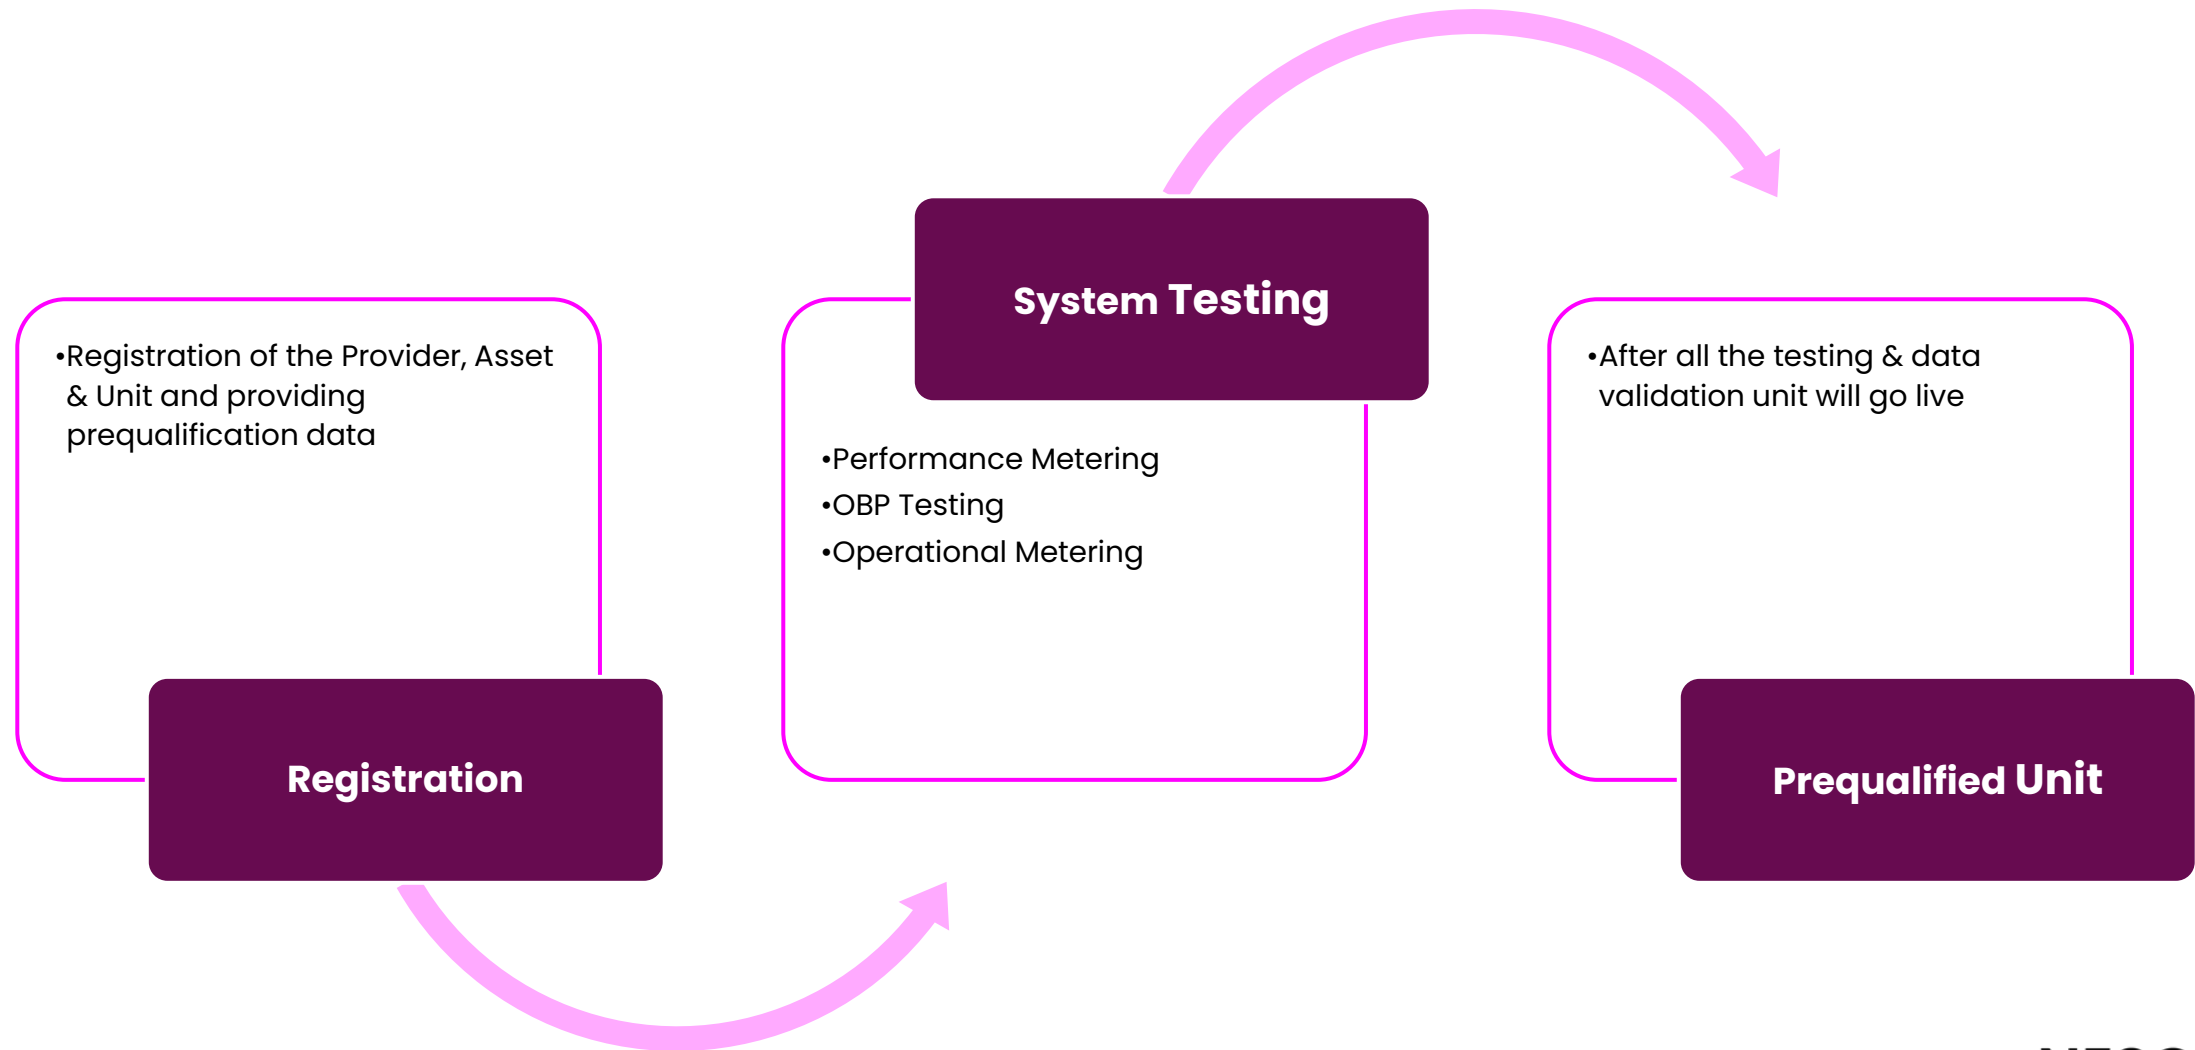 •Registration of the Provider, Asset
& Unit and providing
prequalification data
Registration
System Testing
•Performance Metering
•OBP Testing
•Operational Metering
•After all the testing & data
validation unit will go live
Prequalified Unit